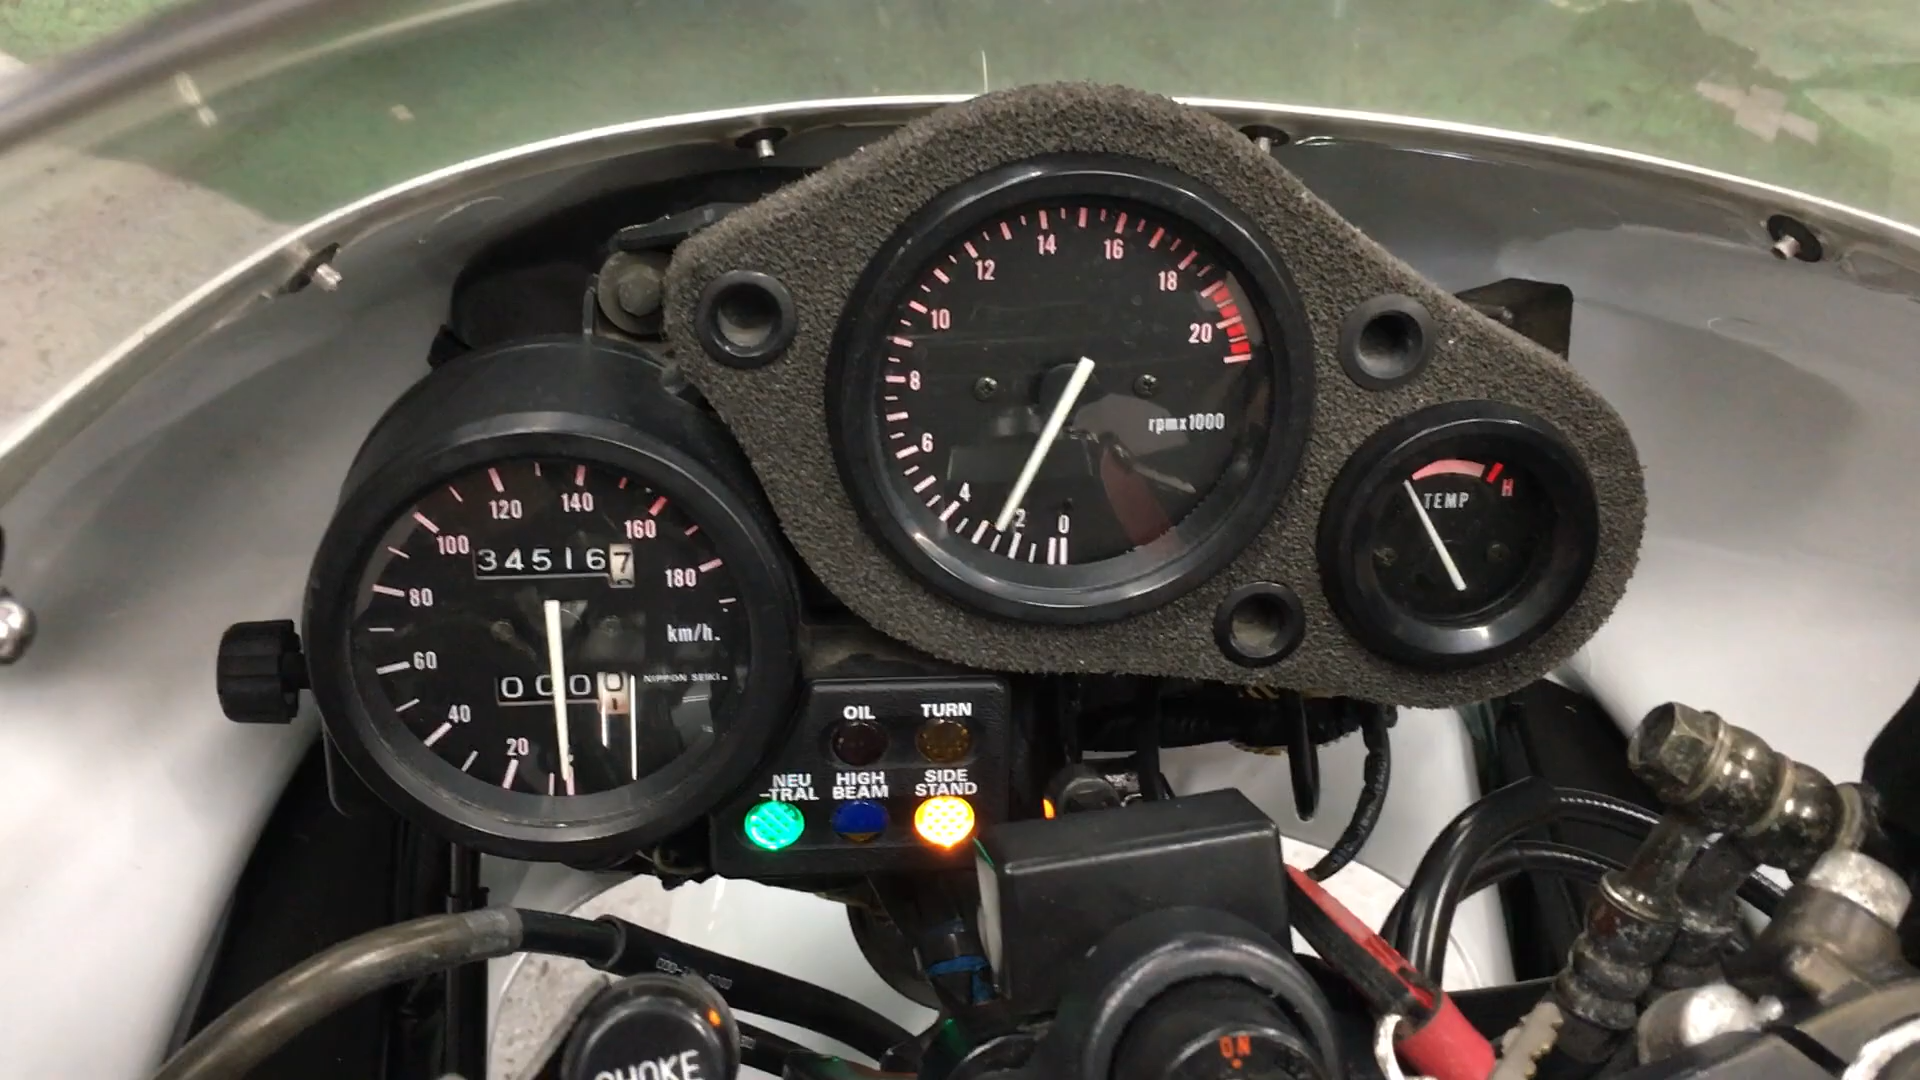 14
16
12
18
10
20
8
rpmx1000
6
4
2
0
TEMP
H
120
140
160
100
345167
180
80
km/h.
60
NIPPON SEIKI.
40
20
OIL
TURN
NEU
-TRAL
HIGH
BEAM
SIDE
STAND
ON
CHOKE